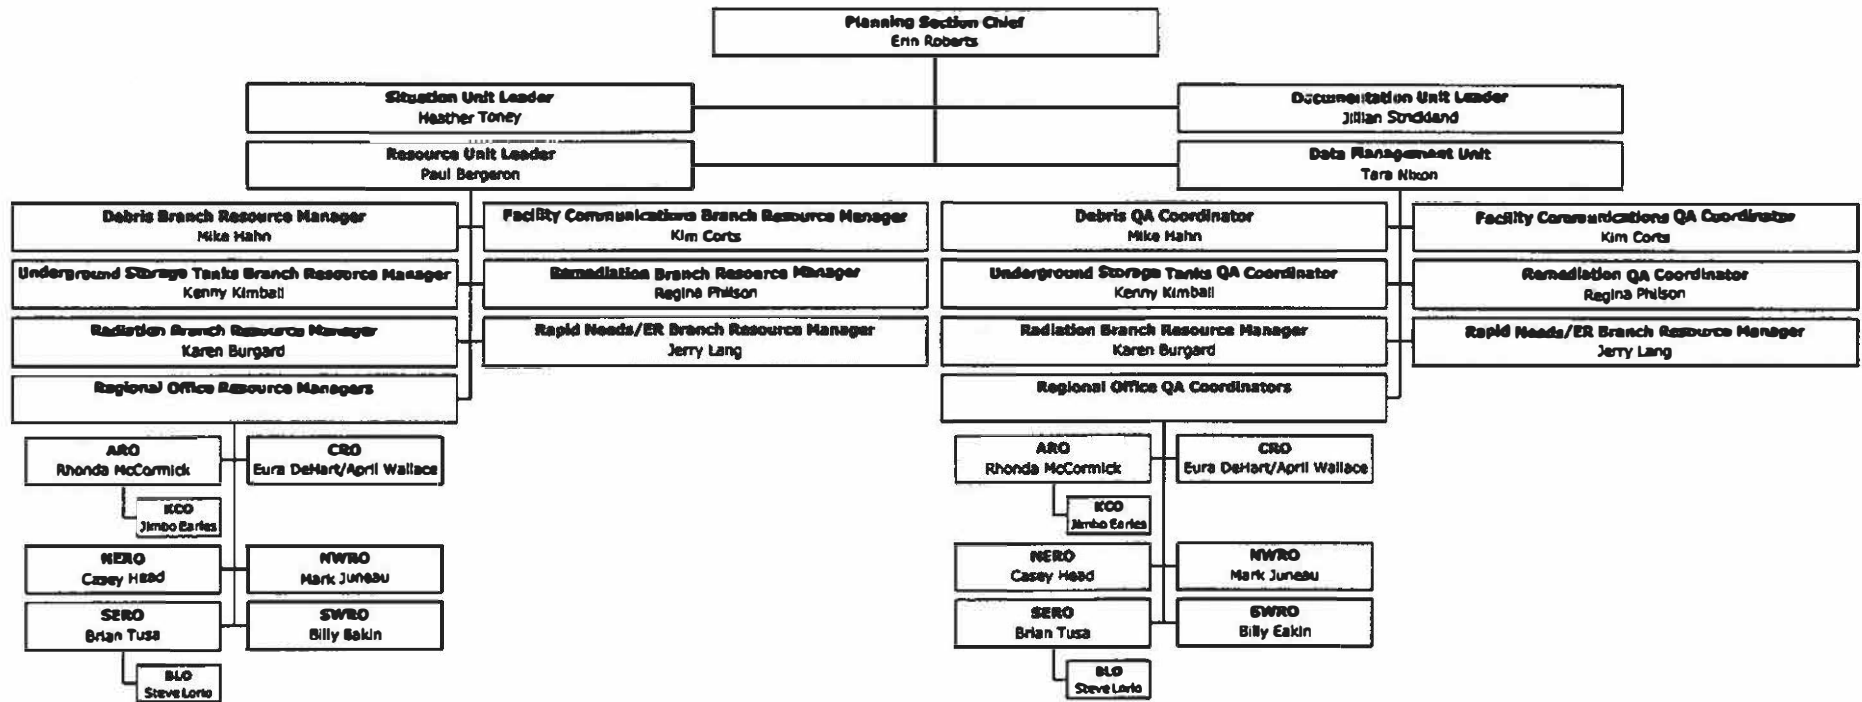 Planning Section Chief
Erin Roberts
Situation Unit Leader
Heather Toney
Documentation Unit Leader
Jillian Strickland
Resource Unit Leader
Paul Bergeron
Data Management Unit
Tara Nixon
Debris Branch Resource Manager
Mike Hahn
Facility Communications Branch Resource Manager
Kim Corts
Debris QA Coordinator
Mike Hahn
Facility Communications QA Coordinator
Kim Corts
Underground Storage Tanks Branch Resource Manager
Kenny Kimball
Remediation Branch Resource Manager
Regina Philson
Underground Storage Tanks QA Coordinator
Kenny Kimball
Remediation QA Coordinator
Regina Philson
Radiation Branch Resource Manager
Karen Burgard
Rapid Needs/ER Branch Resource Manager
Jerry Lang
Radiation Branch Resource Manager
Karen Burgard
Rapid Needs/ER Branch Resource Manager
Jerry Lang
Regional Office Resource Managers
Regional Office QA Coordinators
ARO
Rhonda McCormick
CRO
Eura DeHart/April Wallace
ARO
Rhonda McCormick
CRO
Eura DeHart/April Wallace
KCO
Jimbo Earles
KCO
Jimbo Earles
NERO
Casey Head
NWRO
Mark Juneau
NERO
Casey Head
NWRO
Mark Juneau
SERO
Brian Tusa
SWRO
Billy Eakin
SERO
Brian Tusa
SWRO
Billy Eakin
BLO
Steve Lorio
BLO
Steve Lorio